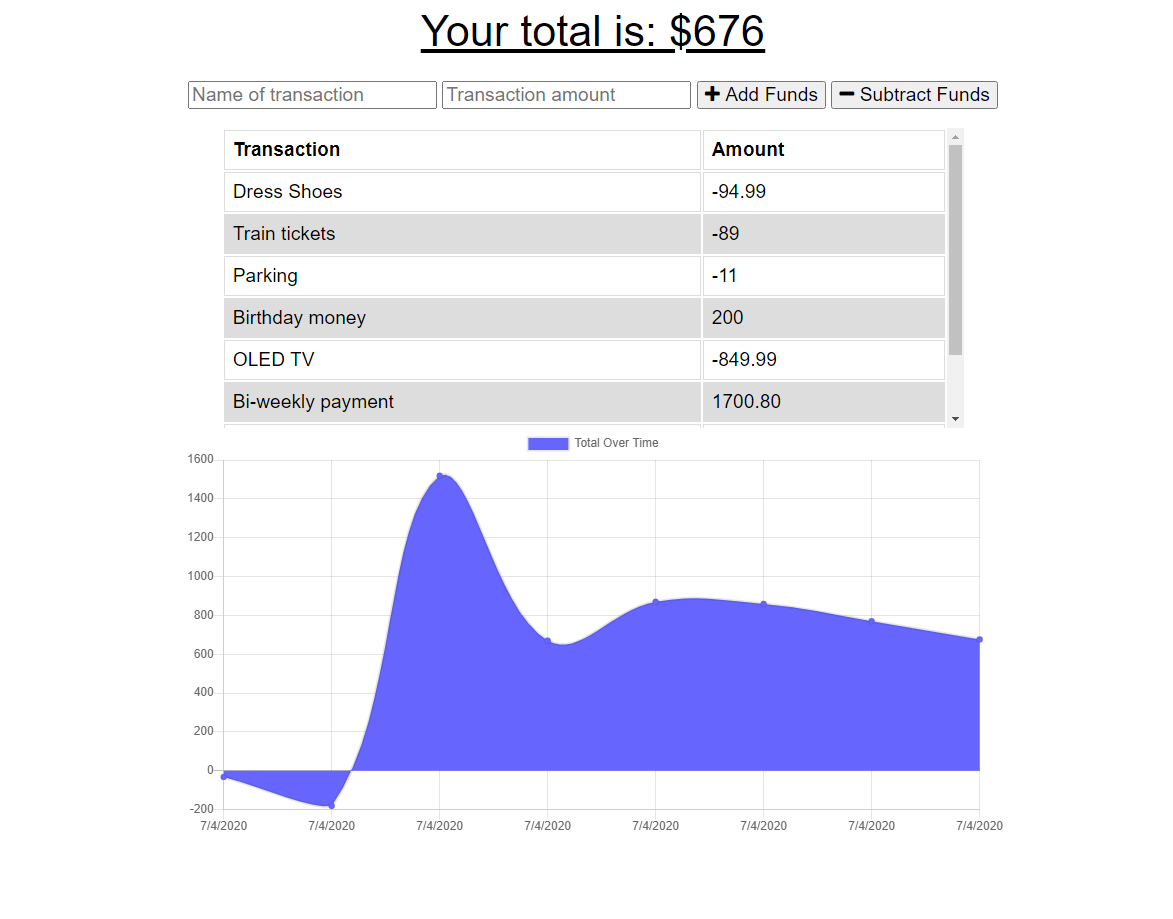 Your total is: $676
Name of transaction Transaction amount Add Funds Subtract Funds
Transaction Amount
Dress Shoes -94.99
Train tickets -89
Parking -11
Birthday money 200
OLED TV -849.99
Bi-weekly payment 1700.80
Total Over Time
1600
1400
1200
1000
800
600
400
200
0
-200
7/4/2020 7/4/2020 7/4/2020 7/4/2020 7/4/2020 7/4/2020 7/4/2020 7/4/2020